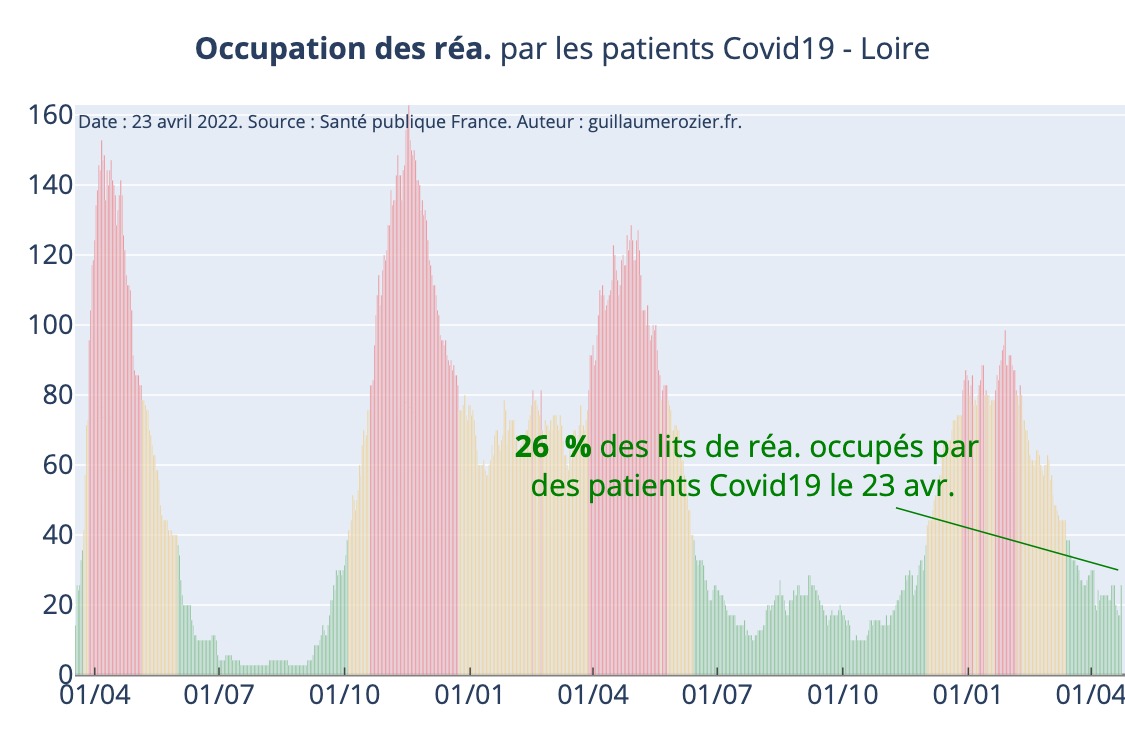 Occupation des réa. par les patients Covid19 - Loire
160
Date : 23 avril 2022. Source : Santé publique France. Auteur : guillaumerozier.fr.
140
120
100
80
60
40
20
0
26 % des lits de réa. occupés par
des patients Covid19 le 23 avr.
01/04 01/07 01/10 01/01 01/04 01/07 01/10 01/01 01/04